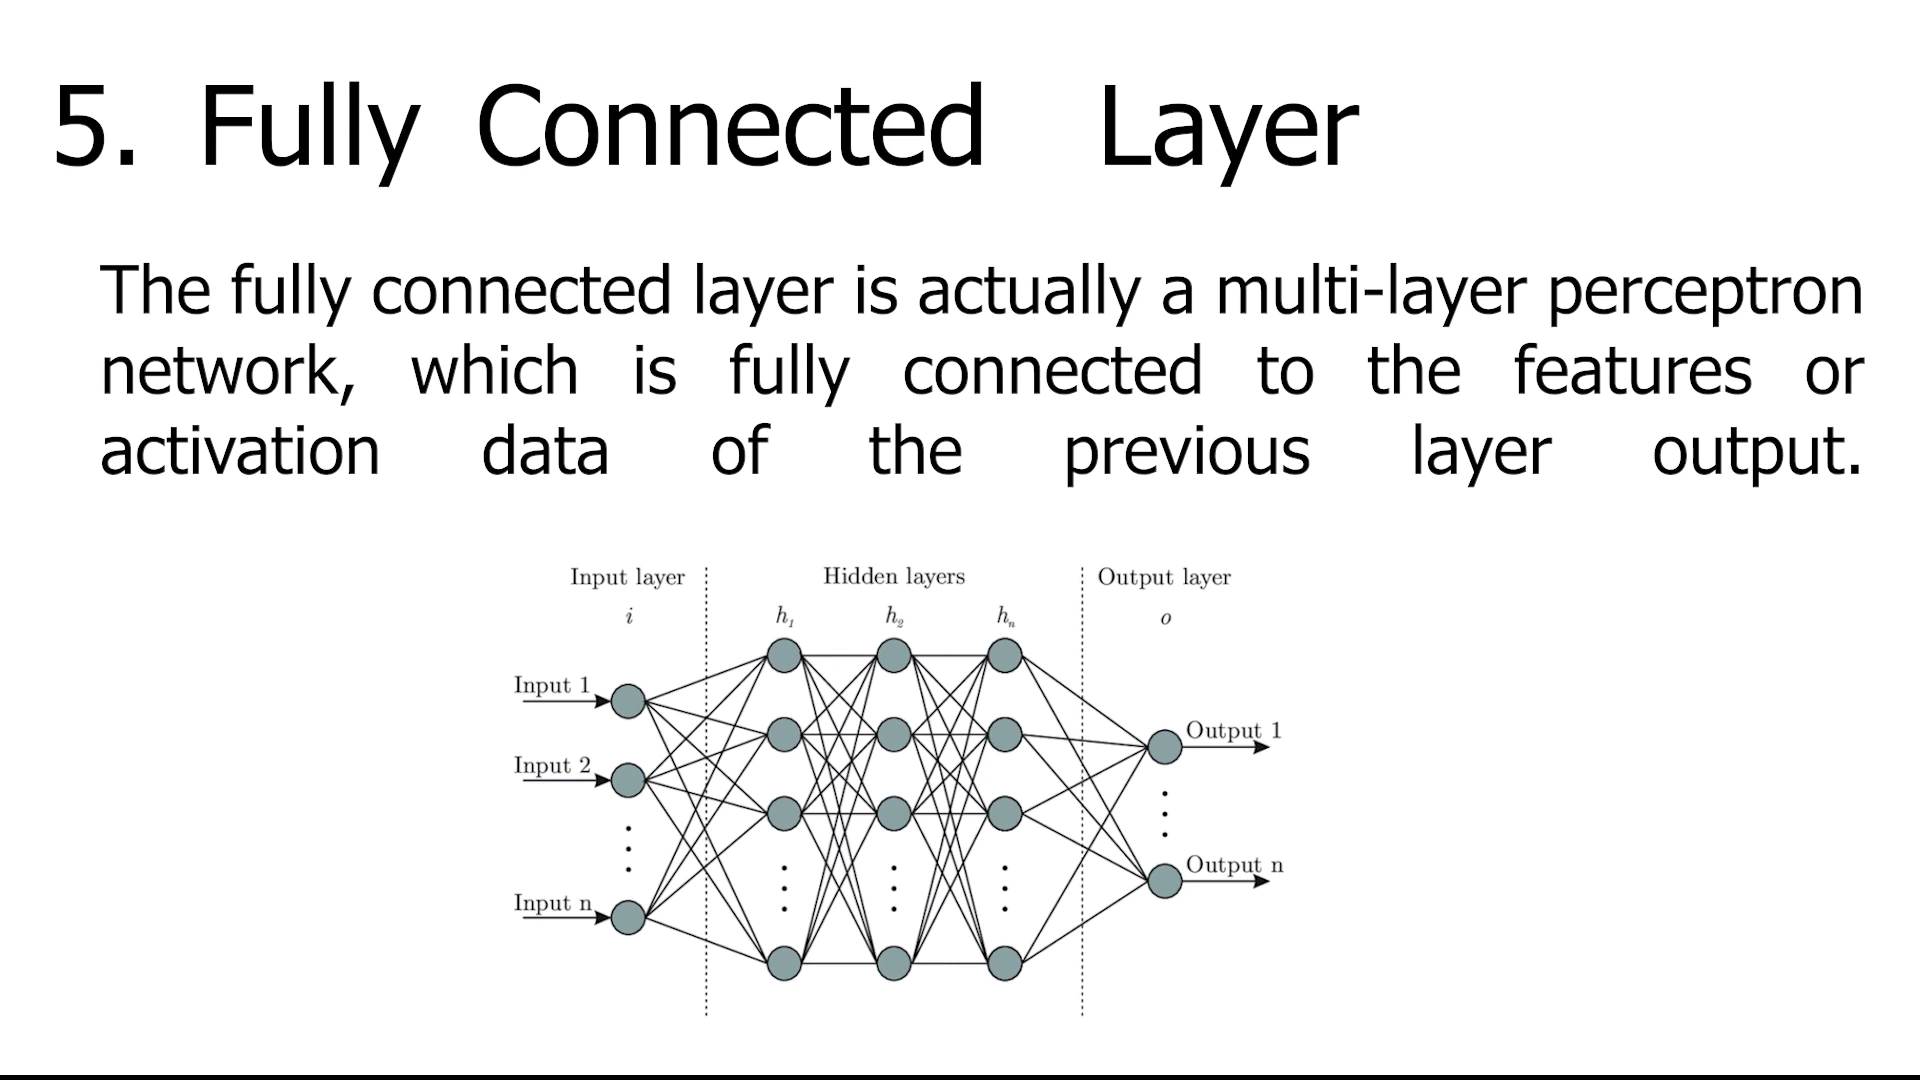 5. Fully Connected Layer
The fully connected layer is actually a multi-layer perceptron
network, which is fully connected to the features or
activation data of the previous layer output.
Input layer Hidden layers Output layer
i h₁ h₂ hₙ o
Input 1
Output 1
Input 2
Output n
Input n